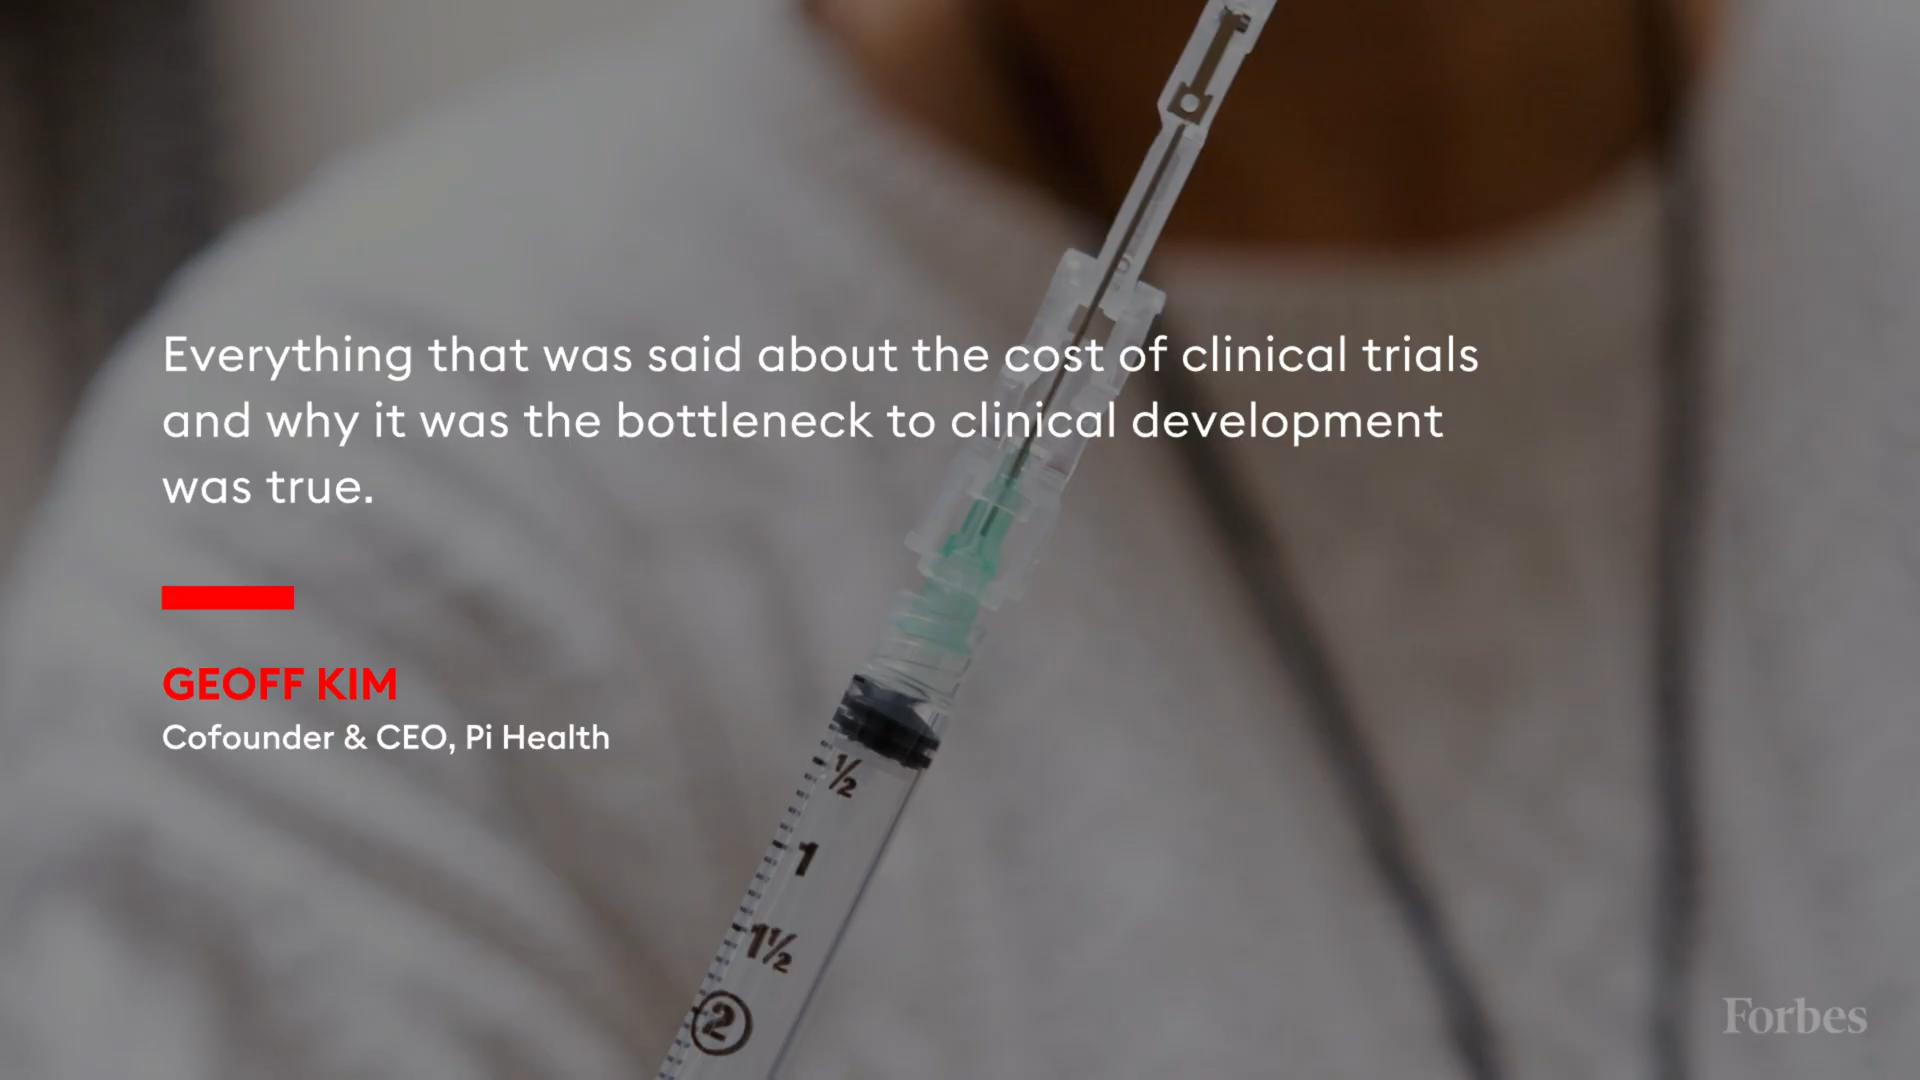 Everything that was said about the cost of clinical trials
and why it was the bottleneck to clinical development
was true.
GEOFF KIM
Cofounder & CEO, Pi Health
½
1
1½
2
Forbes